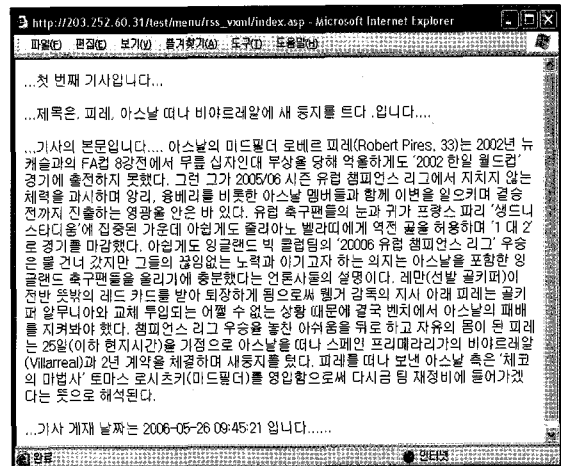 http://203.252.60.31/test/menu/rss_vxml/index.asp - Microsoft Internet Explorer
파일(F) 편집(E) 보기(V) 즐겨찾기(A) 도구(T) 도움말(H)
...첫 번째 기사입니다...
...제목은, 피레, 아스날 떠나 비야르레알에 새 둥지를 트다 .입니다....
...기사의 본문입니다.... 아스날의 미드필더 로베르 피레(Robert Pires, 33)는 2002년 뉴
캐슬과의 FA컵 8강전에서 무릎 십자인대 부상을 당해 억울하게도 '2002 한일 월드컵'
경기에 출전하지 못했다. 그런 그가 2005/06 시즌 유럽 챔피언스 리그에서 지치지 않는
체력을 과시하며 앙리, 융베리를 비롯한 아스날 멤버들과 함께 이변을 일으키며 결승
전까지 진출하는 영광을 안은 바 있다. 유럽 축구팬들의 눈과 귀가 프랑스 파리 '생드니
스타디움'에 집중된 가운데 아쉽게도 줄리아노 벨라띠에게 역전 골을 허용하며 '1 대 2'
로 경기를 마감했다. 아쉽게도 잉글랜드 빅 클럽팀의 '20006 유럽 챔피언스 리그' 우승
은 물 건너 갔지만 그들의 끊임없는 노력과 이기고자 하는 의지는 아스날을 포함한 잉
글랜드 축구팬들을 울리기에 충분했다는 언론사들의 설명이다. 레만(선발 골키퍼)이
전반 뜻밖의 레드 카드를 받아 퇴장하게 됨으로써 웽거 감독의 지시 아래 피레는 골키
퍼 알무니아와 교체 투입되는 어쩔 수 없는 상황 때문에 결국 벤치에서 아스날의 패배
를 지켜봐야 했다. 챔피언스 리그 우승을 놓친 아쉬움을 뒤로 하고 자유의 몸이 된 피레
는 25일(이하 현지시간)을 기점으로 아스날을 떠나 스페인 프리메라리가의 비야르레알
(Villarreal)과 2년 계약을 체결하며 새둥지를 텄다. 피레를 떠나 보낸 아스날 측은 '체코
의 마법사' 토마스 로시츠키(미드필더)를 영입함으로써 다시금 팀 재정비에 들어가겠
다는 뜻으로 해석된다.
...기사 게재 날짜는 2006-05-26 09:45:21 입니다......
완료 인터넷